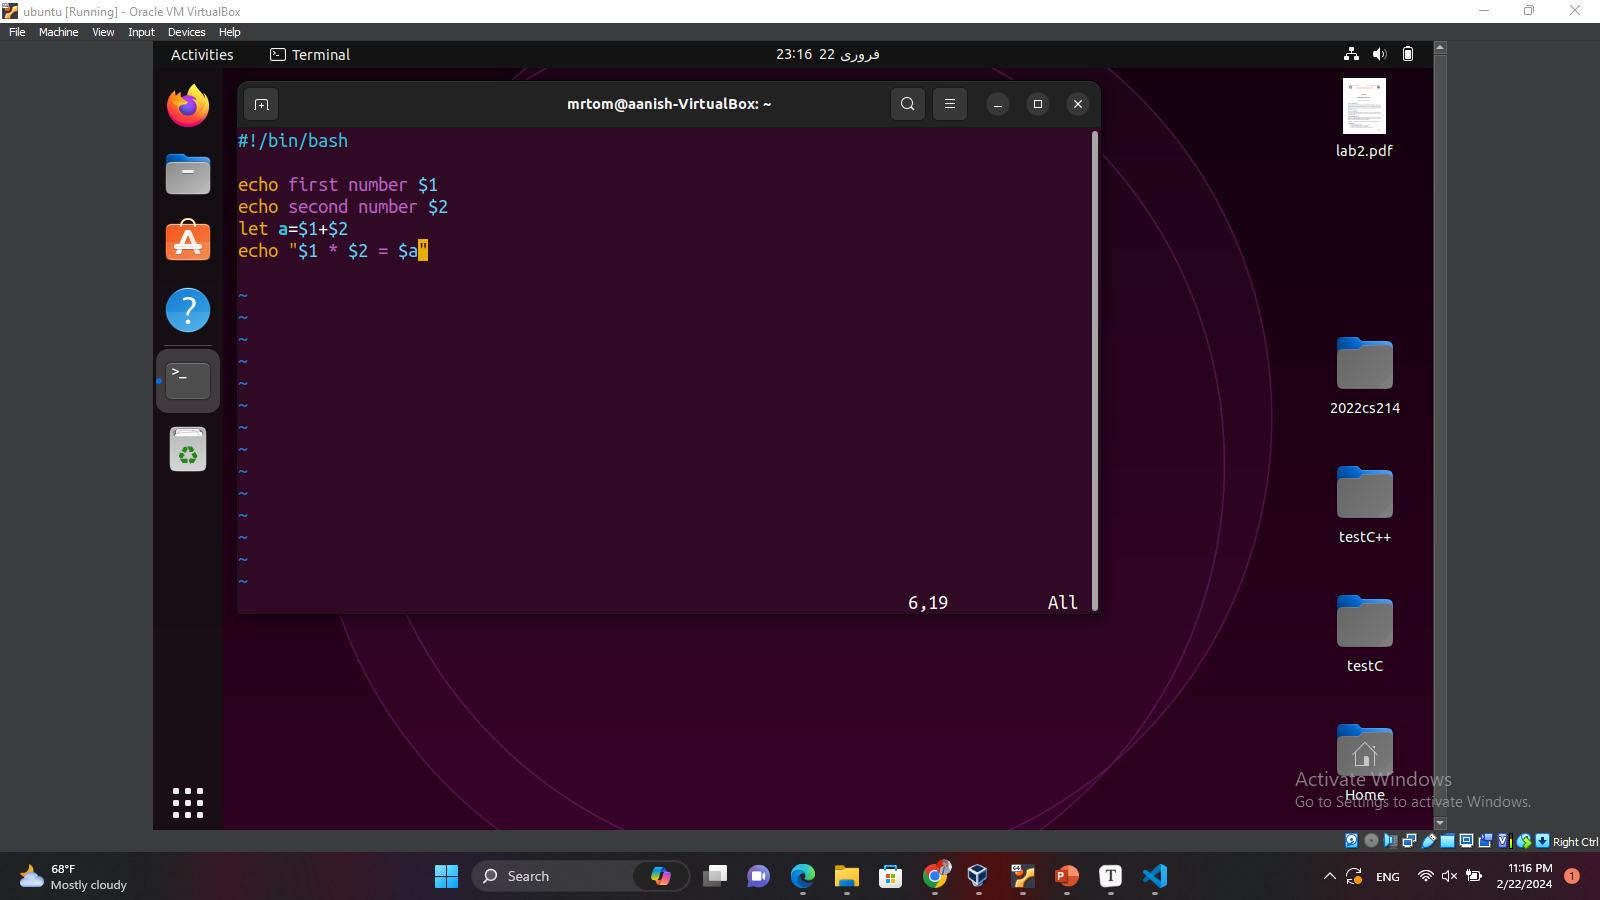 ubuntu [Running] - Oracle VM VirtualBox
File Machine View Input Devices Help
Activities Terminal 23:16 22 فروری
mrtom@aanish-VirtualBox: ~
#!/bin/bash
echo first number $1
echo second number $2
let a=$1+$2
echo "$1 * $2 = $a"
~
~
~
~
~
~
~
~
~
~
~
~
~
~
6,19 All
lab2.pdf
2022cs214
testC++
testC
Home
Activate Windows
Go to Settings to activate Windows.
Right Ctrl
68°F
Mostly cloudy
Search
ENG
11:16 PM
2/22/2024
1